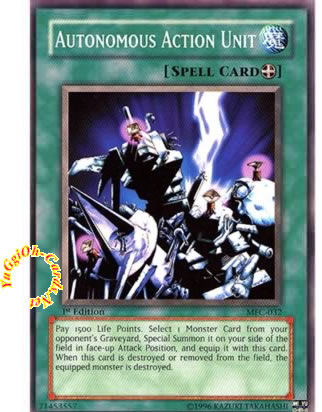 AUTONOMOUS ACTION UNIT
[SPELL CARD]
YuGgiOh-Cards.Net
1st Edition
MFC-032
Pay 1500 Life Points. Select 1 Monster Card from your
opponent's Graveyard, Special Summon it on your side of the
field in face-up Attack Position, and equip it with this card.
When this card is destroyed or removed from the field, the
equipped monster is destroyed.
71453557
©1996 KAZUKI TAKAHASHI